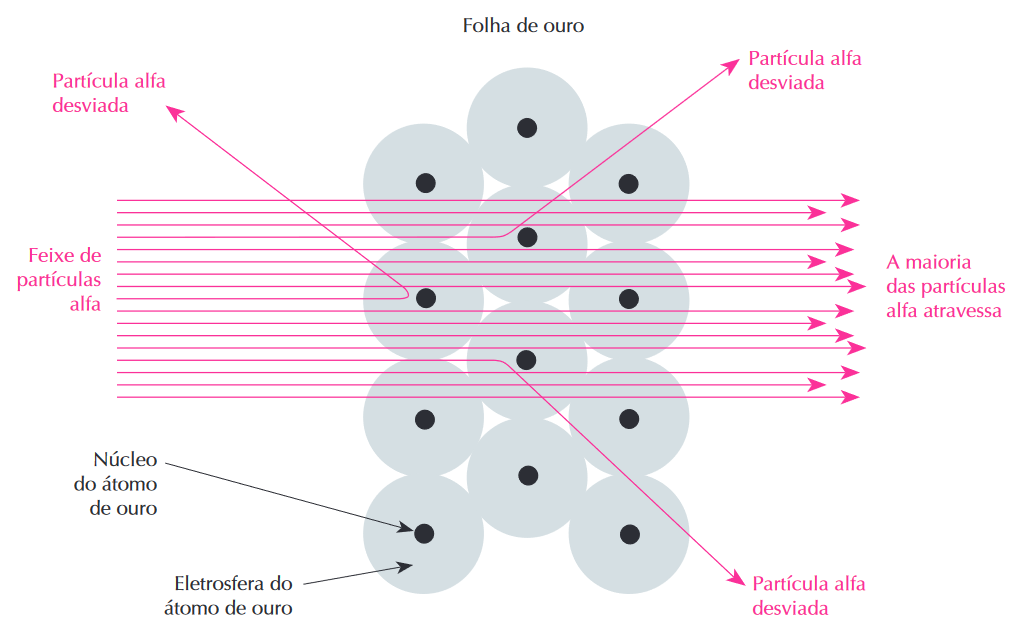 Folha de ouro
Partícula alfa
desviada
Partícula alfa
desviada
Feixe de
partículas
alfa
A maioria
das partículas
alfa atravessa
Núcleo
do átomo
de ouro
Eletrosfera do
átomo de ouro
Partícula alfa
desviada